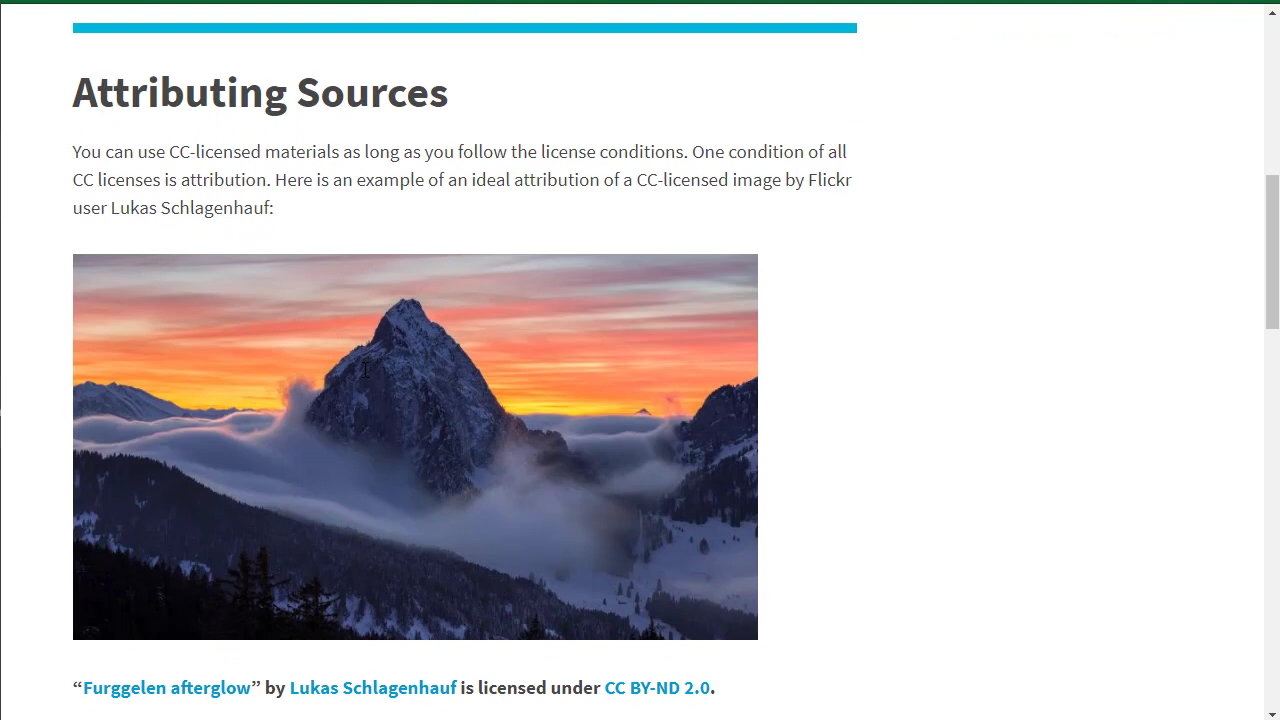 Attributing Sources
You can use CC-licensed materials as long as you follow the license conditions. One condition of all
CC licenses is attribution. Here is an example of an ideal attribution of a CC-licensed image by Flickr
user Lukas Schlagenhauf:
“Furggelen afterglow” by Lukas Schlagenhauf is licensed under CC BY-ND 2.0.